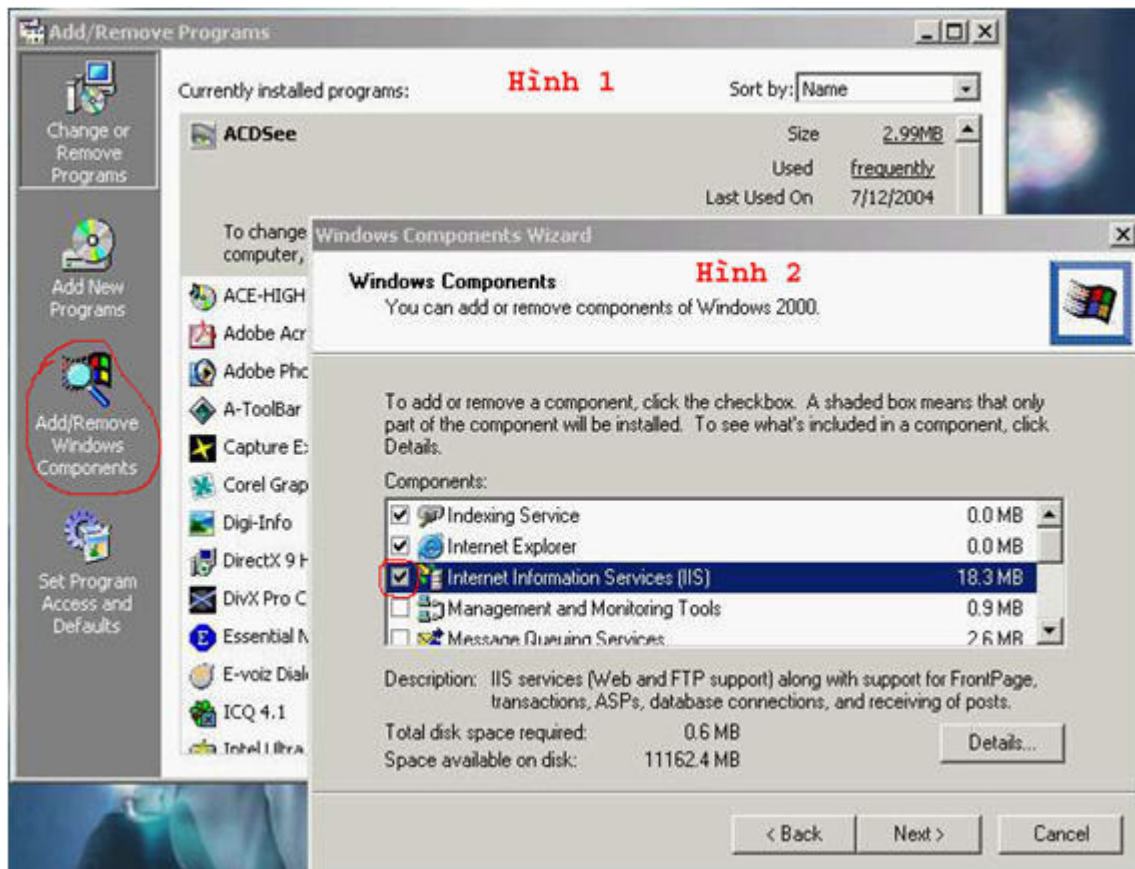 Add/Remove Programs
Hình 1
Currently installed programs:
Sort by: Name
Change or
Remove
Programs
Add New
Programs
Add/Remove
Windows
Components
Set Program
Access and
Defaults
ACDSee
Size 2.99MB
Used frequently
Last Used On 7/12/2004
To change
computer,
ACE-HIGH
Adobe Acr
Adobe Pho
A-ToolBar
Capture E
Corel Grap
Digi-Info
DirectX 9 H
DivX Pro C
Essential N
E-voiz Dial
ICQ 4.1
Intel Ultra
Windows Components Wizard
Hình 2
Windows Components
You can add or remove components of Windows 2000.
To add or remove a component, click the checkbox. A shaded box means that only
part of the component will be installed. To see what's included in a component, click
Details.
Components:
Indexing Service 0.0 MB
Internet Explorer 0.0 MB
Internet Information Services (IIS) 18.3 MB
Management and Monitoring Tools 0.9 MB
Message Queuing Services 2.6 MB
Description: IIS services (Web and FTP support) along with support for FrontPage,
transactions, ASPs, database connections, and receiving of posts.
Total disk space required: 0.6 MB
Space available on disk: 11162.4 MB
Details...
< Back
Next >
Cancel